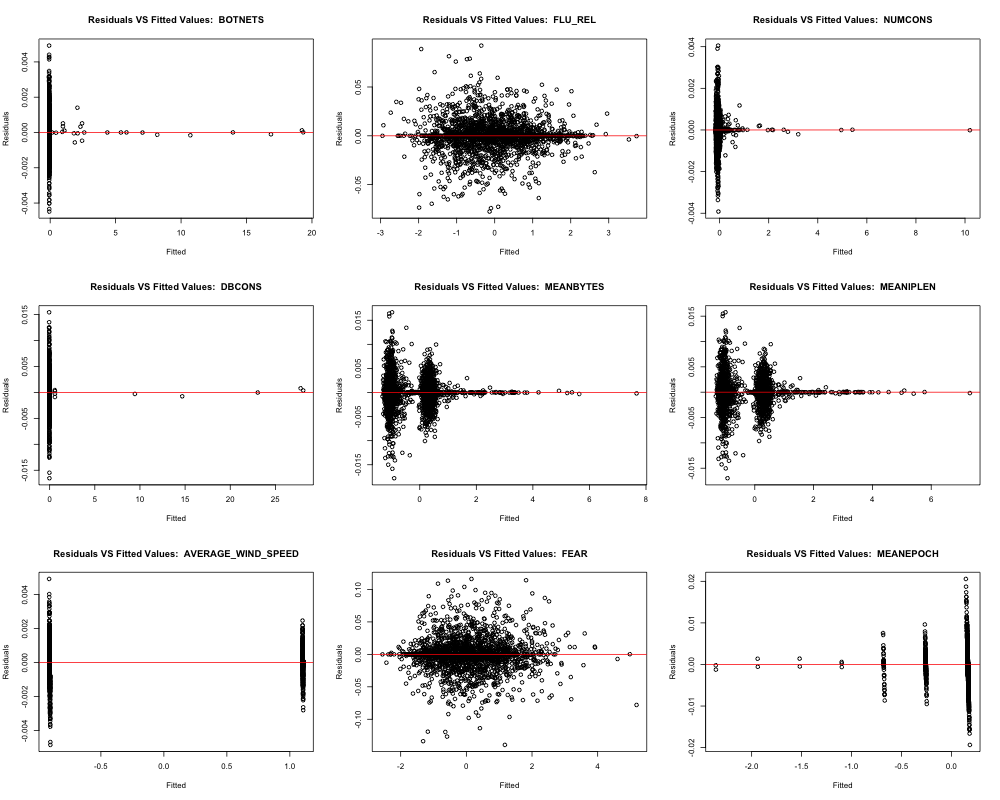 Residuals VS Fitted Values:  BOTNETS
Residuals
0.004
0.002
0.000
-0.002
-0.004
0 5 10 15 20
Fitted
Residuals VS Fitted Values:  FLU_REL
Residuals
0.05
0.00
-0.05
-3 -2 -1 0 1 2 3
Fitted
Residuals VS Fitted Values:  NUMCONS
Residuals
0.004
0.002
0.000
-0.002
-0.004
0 2 4 6 8 10
Fitted
Residuals VS Fitted Values:  DBCONS
Residuals
0.015
0.005
-0.005
-0.015
0 5 10 15 20 25
Fitted
Residuals VS Fitted Values:  MEANBYTES
Residuals
0.015
0.005
-0.005
-0.015
0 2 4 6 8
Fitted
Residuals VS Fitted Values:  MEANIPLEN
Residuals
0.015
0.005
-0.005
-0.015
0 2 4 6
Fitted
Residuals VS Fitted Values:  AVERAGE_WIND_SPEED
Residuals
0.004
0.002
0.000
-0.002
-0.004
-0.5 0.0 0.5 1.0
Fitted
Residuals VS Fitted Values:  FEAR
Residuals
0.10
0.05
0.00
-0.05
-0.10
-2 0 2 4
Fitted
Residuals VS Fitted Values:  MEANEPOCH
Residuals
0.02
0.01
0.00
-0.01
-0.02
-2.0 -1.5 -1.0 -0.5 0.0
Fitted